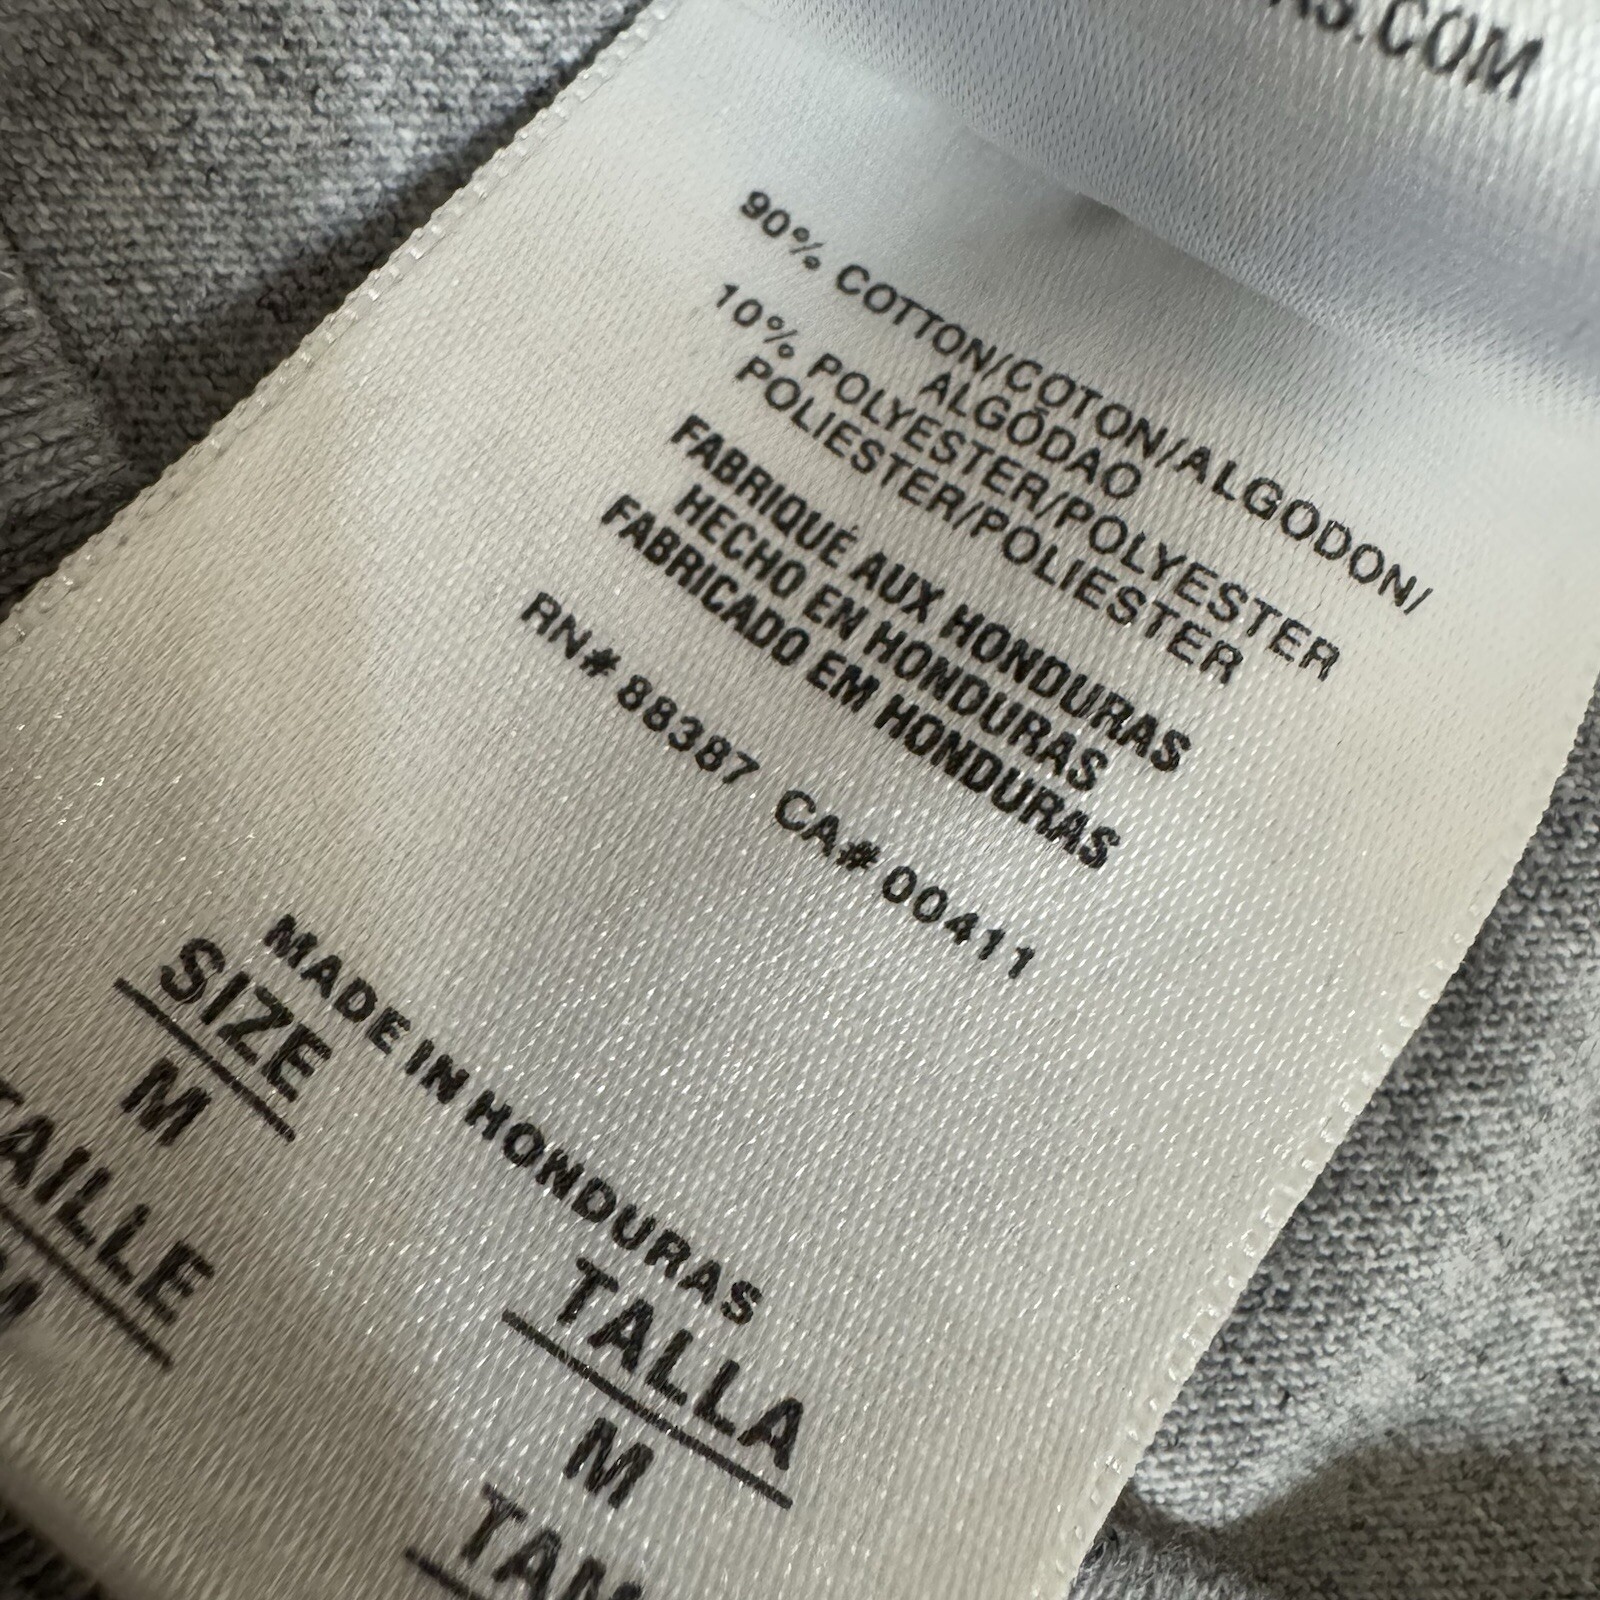 .COM
90% COTTON/COTON/ALGODON/
ALGŌDAO
10% POLYESTER/POLYESTER
POLIESTER/POLIESTER
FABRIQUÉ AUX HONDURAS
HECHO EN HONDURAS
FABRICADO EM HONDURAS
RN# 88387 CA# 00411
MADE IN HONDURAS
SIZE
M
TALLA
M
TAILLE